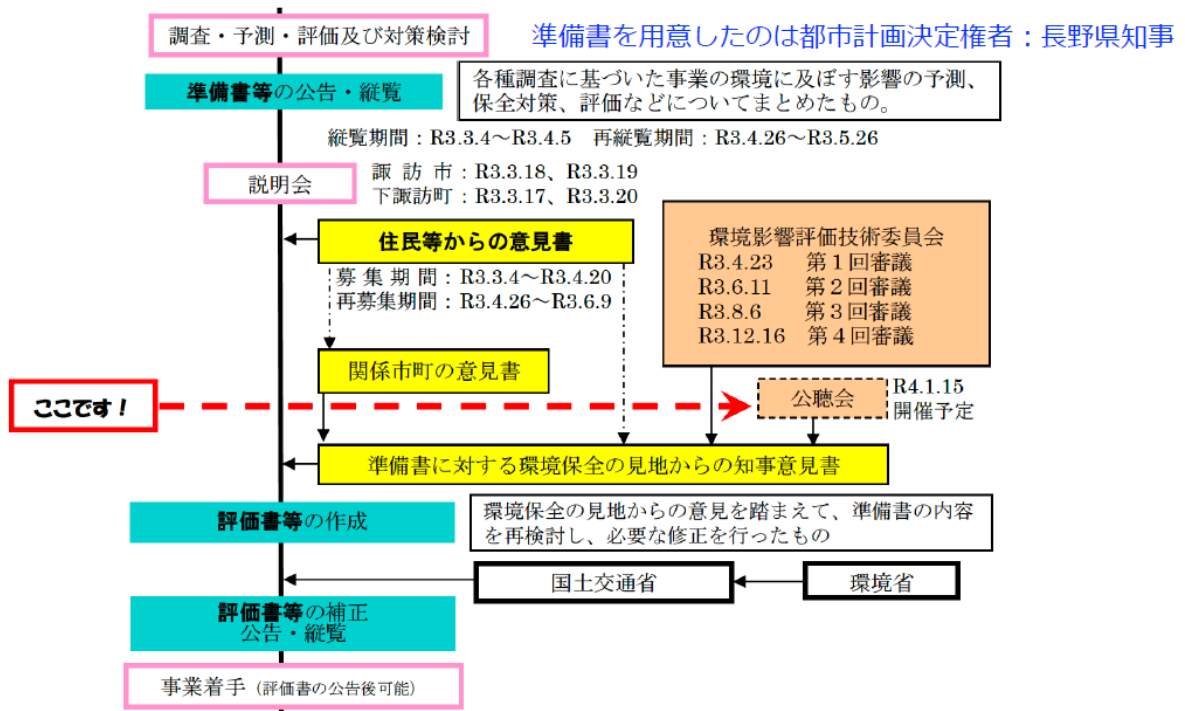 調査・予測・評価及び対策検討
準備書を用意したのは都市計画決定権者：長野県知事
準備書等の公告・縦覧
各種調査に基づいた事業の環境に及ぼす影響の予測、
保全対策、評価などについてまとめたもの。
縦覧期間：R3.3.4～R3.4.5　再縦覧期間：R3.4.26～R3.5.26
説明会
諏 訪 市：R3.3.18、R3.3.19
下諏訪町：R3.3.17、R3.3.20
住民等からの意見書
募 集 期 間：R3.3.4～R3.4.20
再募集期間：R3.4.26～R3.6.9
環境影響評価技術委員会
R3.4.23　第１回審議
R3.6.11　第２回審議
R3.8.6　第３回審議
R3.12.16　第４回審議
関係市町の意見書
ここです！
公聴会
R4.1.15
開催予定
準備書に対する環境保全の見地からの知事意見書
評価書等の作成
環境保全の見地からの意見を踏まえて、準備書の内容
を再検討し、必要な修正を行ったもの
国土交通省
環境省
評価書等の補正
公告・縦覧
事業着手（評価書の公告後可能）